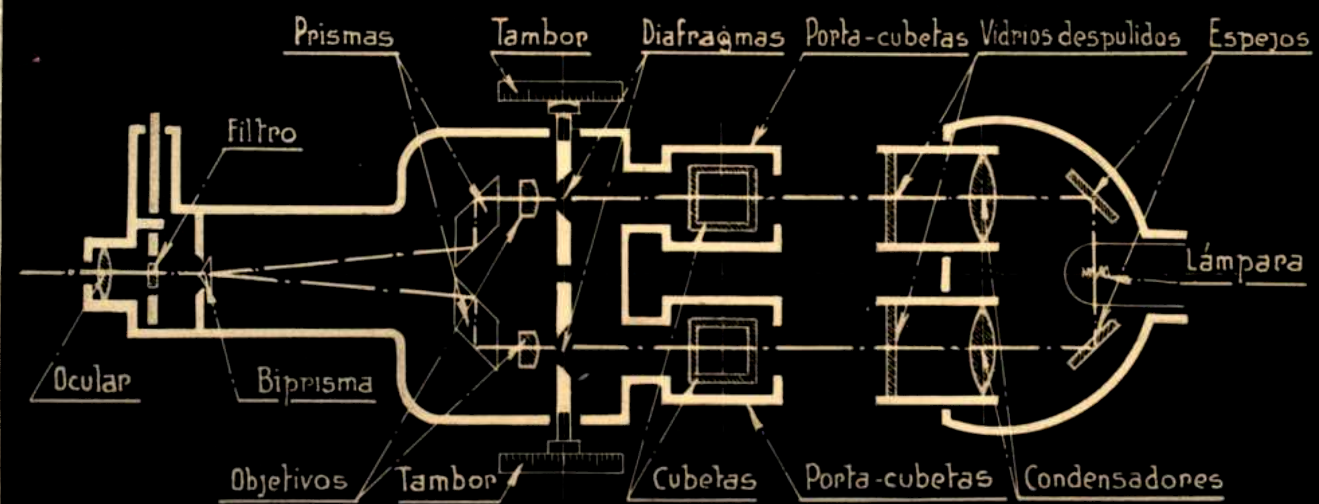 Prismas
Tambor
Diafragmas
Porta-cubetas
Vidrios despulidos
Espejos
Filtro
Lámpara
Ocular
Biprisma
Objetivos
Tambor
Cubetas
Porta-cubetas
Condensadores